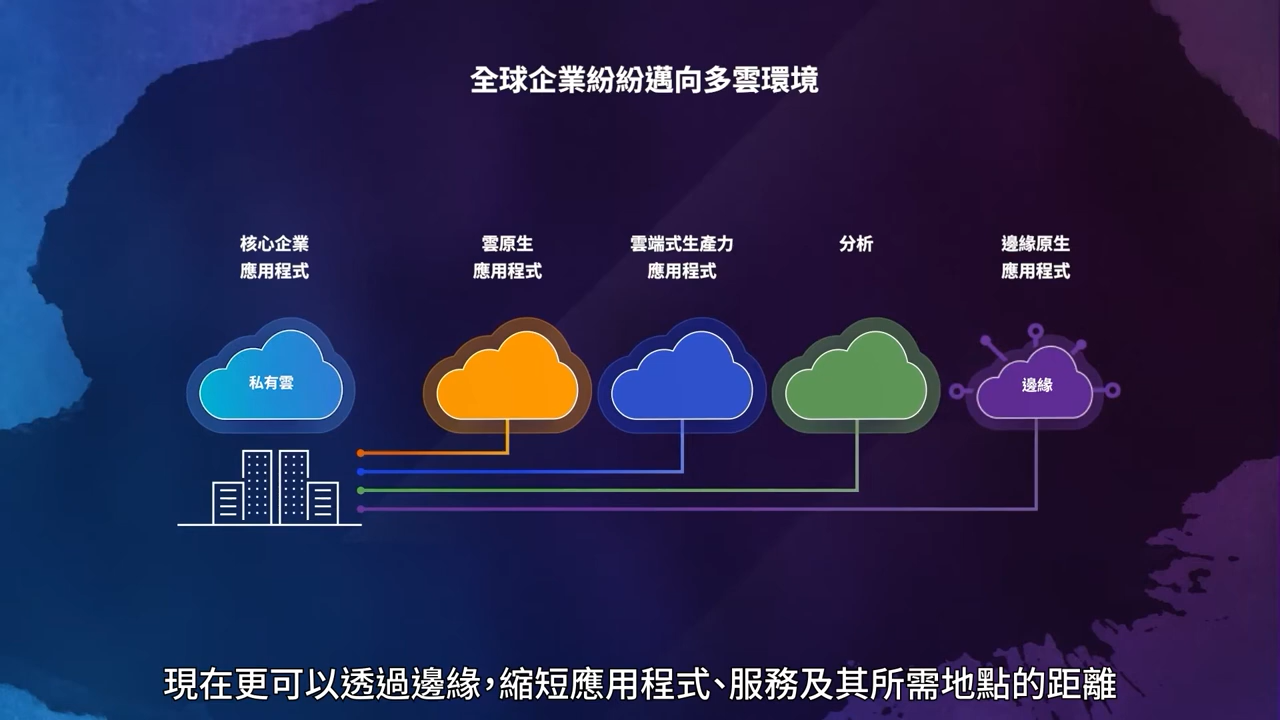 全球企業紛紛邁向多雲環境
核心企業
應用程式
雲原生
應用程式
雲端式生產力
應用程式
分析
邊緣原生
應用程式
私有雲
邊緣
現在更可以透過邊緣，縮短應用程式、服務及其所需地點的距離